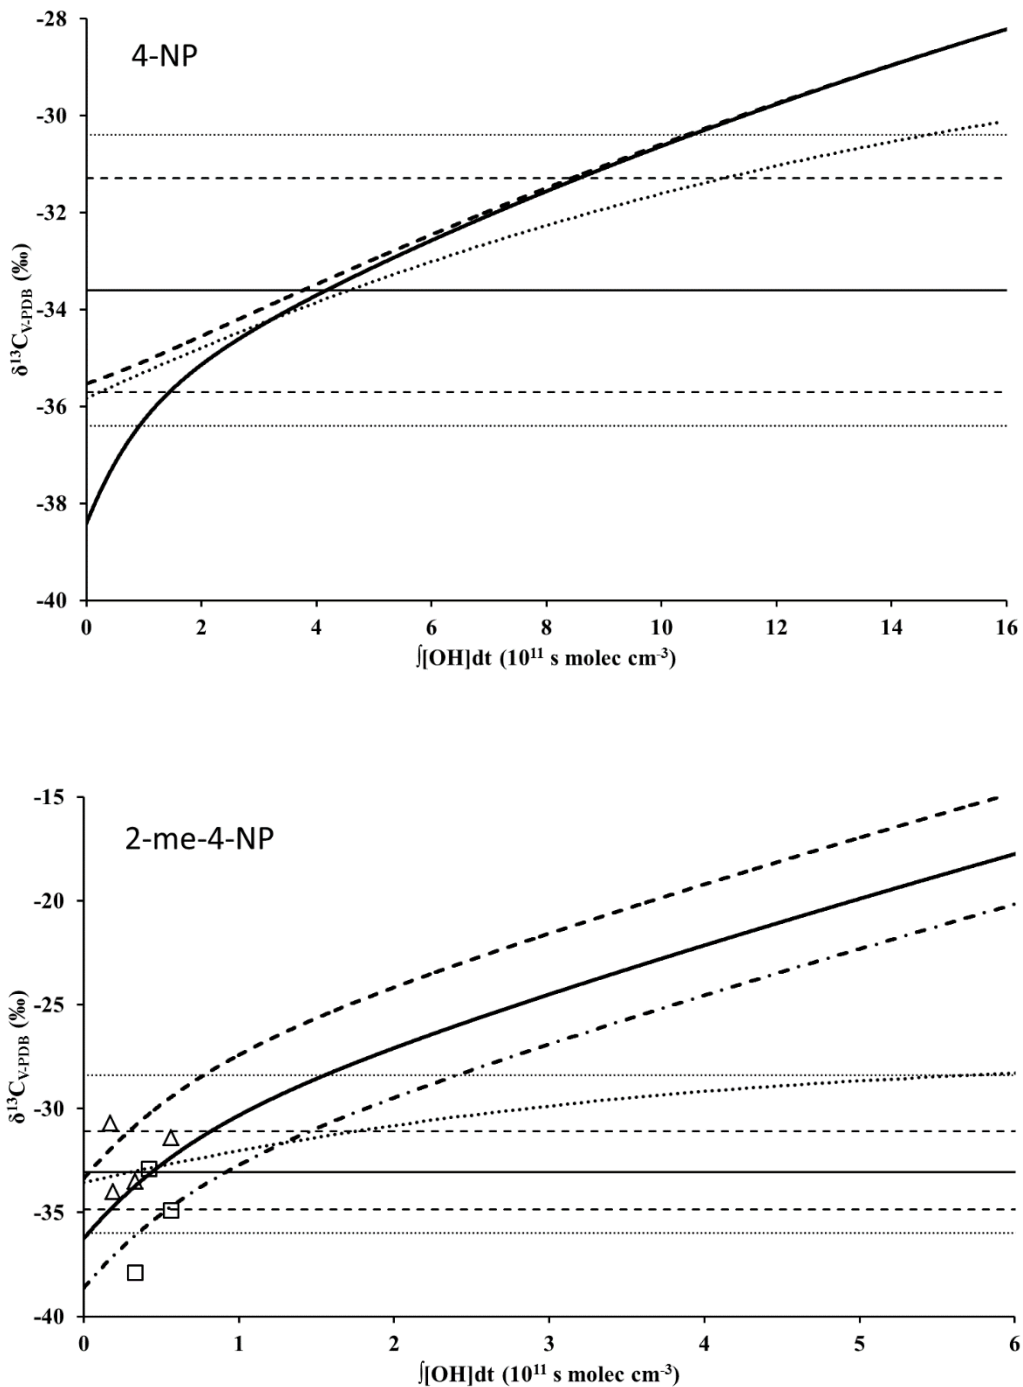 -28
4-NP
-30
-32
δ¹³C_V-PDB (‰)
-34
-36
-38
-40
0 2 4 6 8 10 12 14 16
∫[OH]dt (10¹¹ s molec cm⁻³)
-15
2-me-4-NP
-20
-25
δ¹³C_V-PDB (‰)
-30
-35
-40
0 1 2 3 4 5 6
∫[OH]dt (10¹¹ s molec cm⁻³)